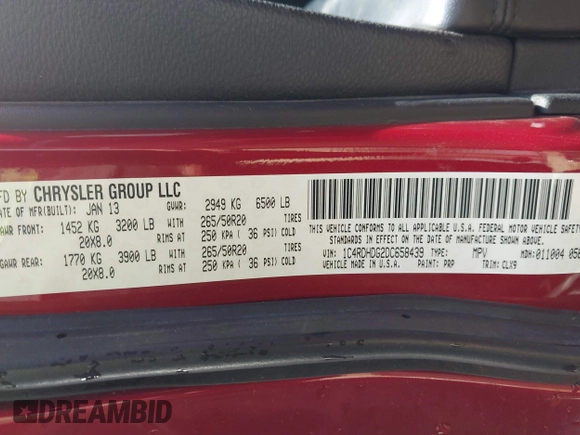 MFD BY CHRYSLER GROUP LLC
DATE OF MFR(BUILT): JAN 13 GVWR: 2949 KG 6500 LB
GAWR FRONT: 1452 KG 3200 LB WITH 265/50R20 TIRES
20X8.0 RIMS AT 250 KPA ( 36 PSI) COLD
GAWR REAR: 1770 KG 3900 LB WITH 265/50R20 TIRES
20X8.0 RIMS AT 250 KPA ( 36 PSI) COLD
THIS VEHICLE CONFORMS TO ALL APPLICABLE U.S.A. FEDERAL MOTOR VEHICLE SAFETY
STANDARDS IN EFFECT ON THE DATE OF MANUFACTURE SHOWN ABOVE.
VIN: 1C4RDHDG2DC658439 TYPE: MPV MDH:011004
VEHICLE MADE IN U.S.A. PAINT: PRP TRIM: CLX9
DREAMBID